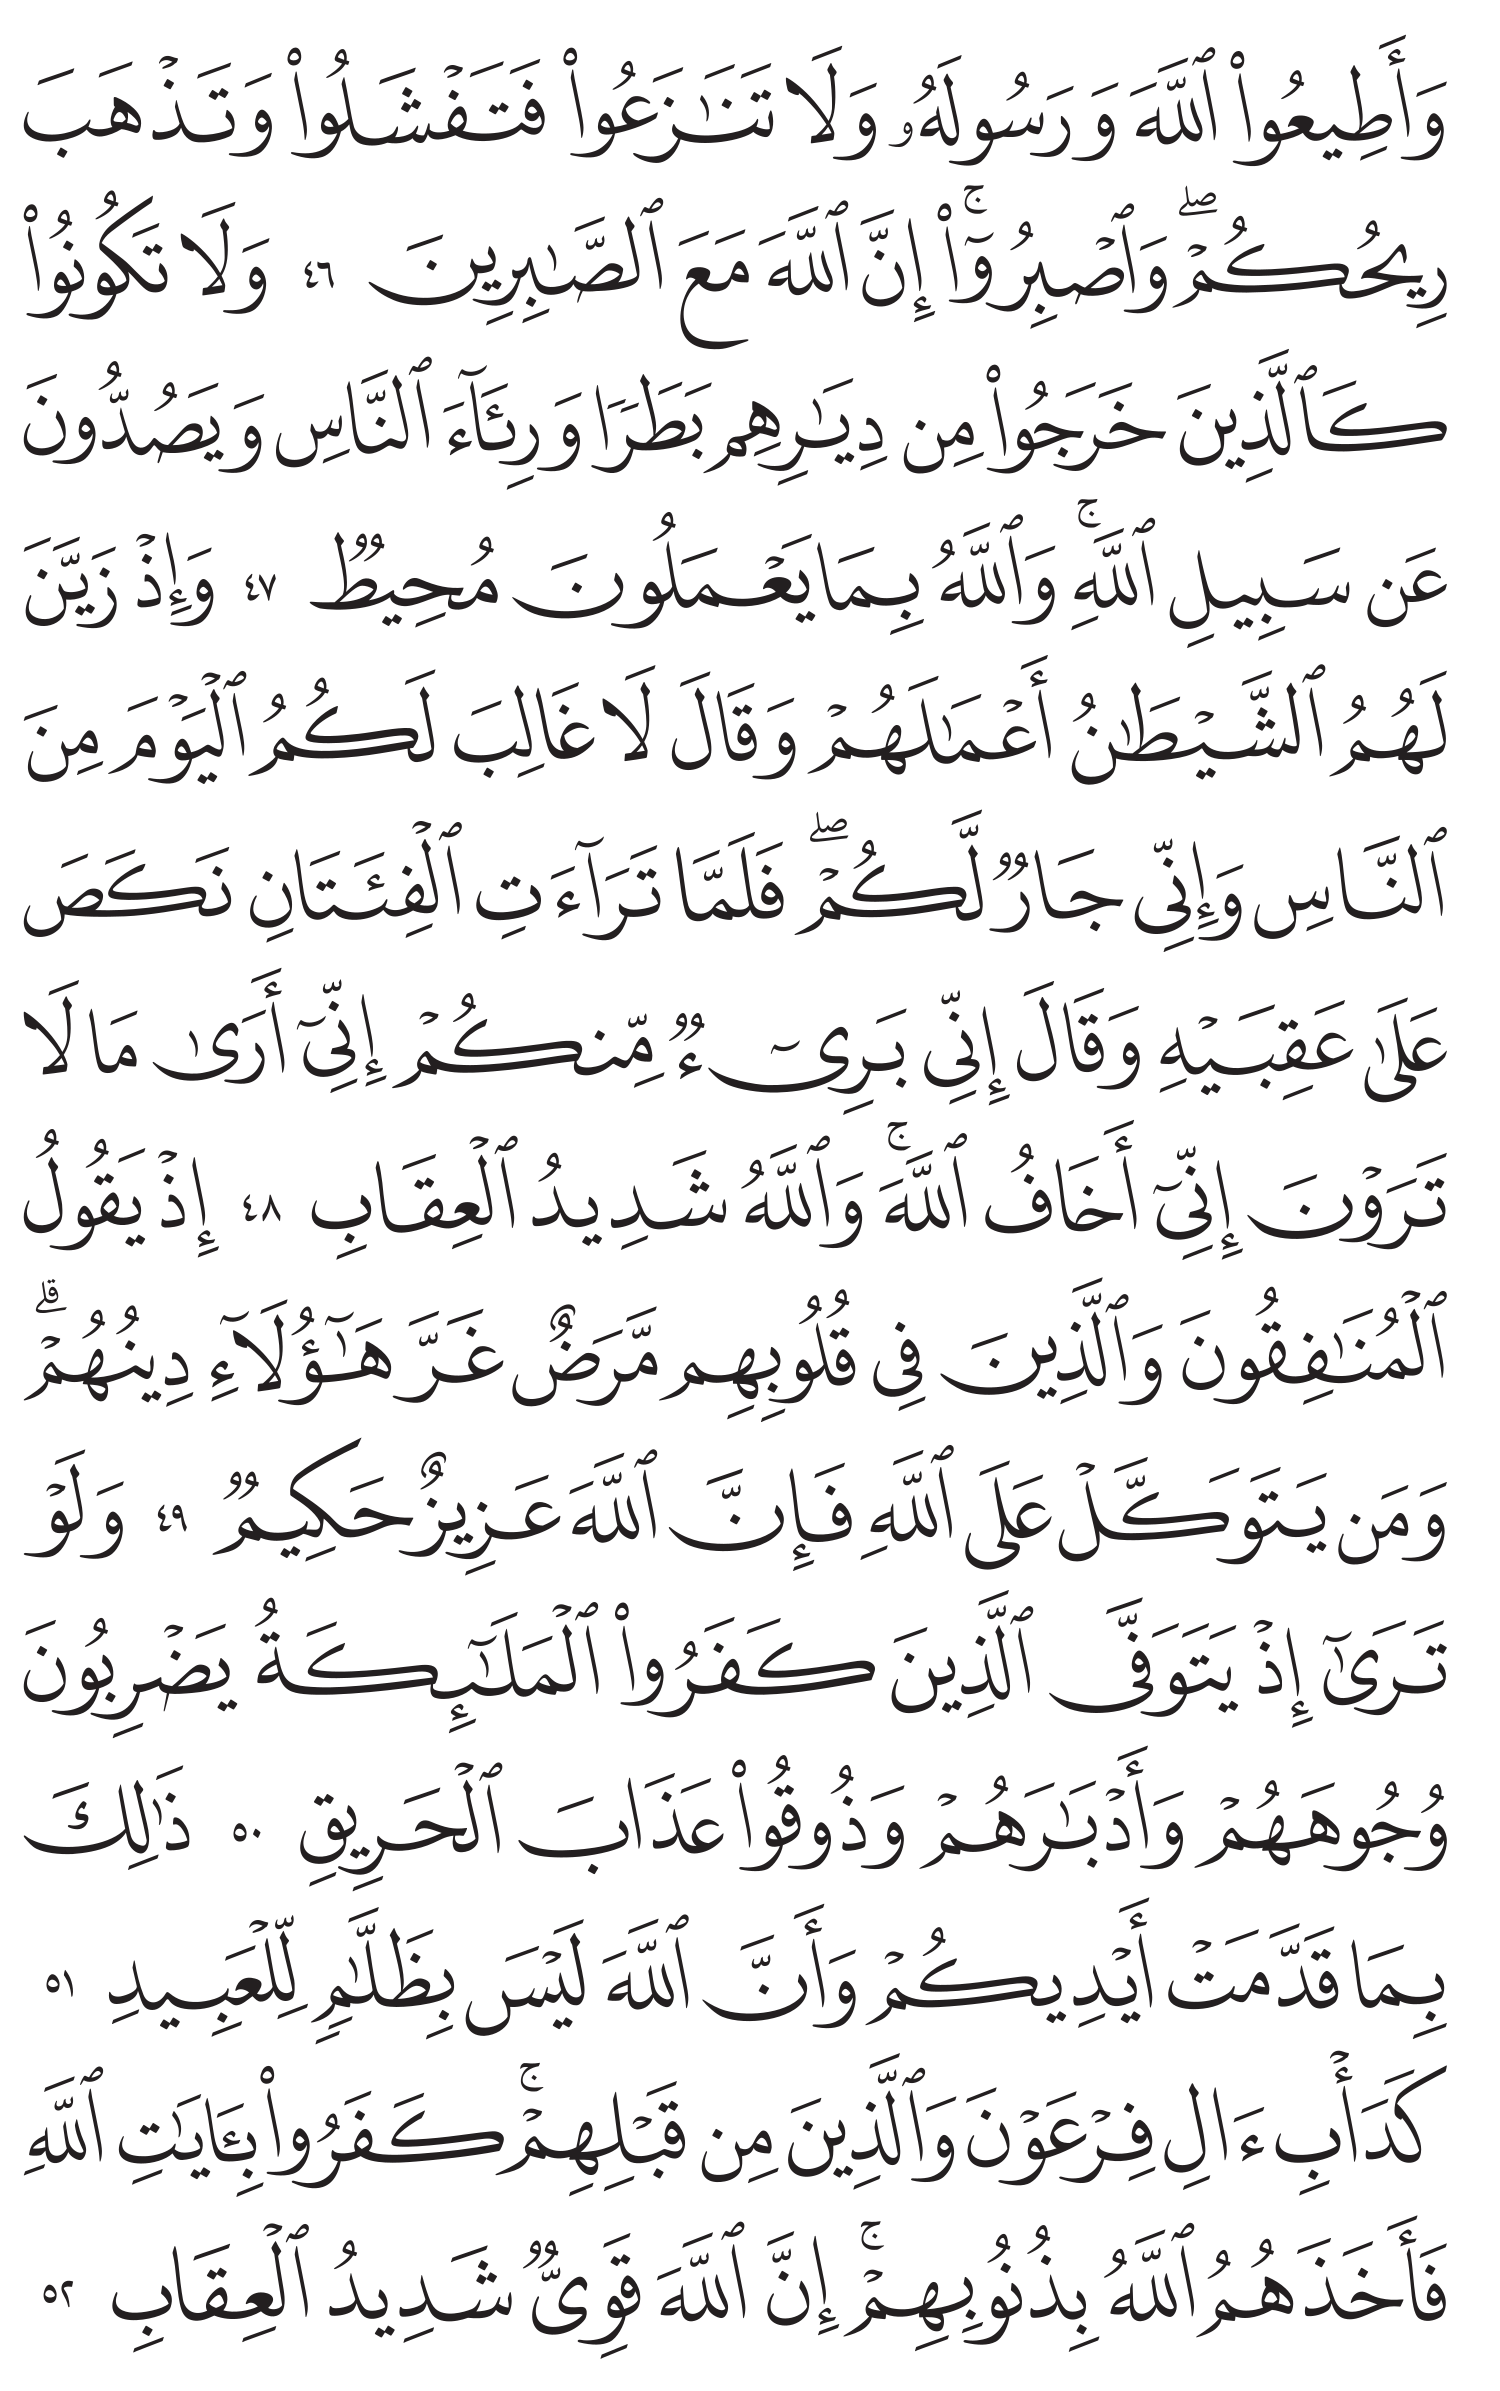 وَأَطِيعُوا۟ ٱللَّهَ وَرَسُولَهُۥ وَلَا تَنَـٰزَعُوا۟ فَتَفْشَلُوا۟ وَتَذْهَبَ
رِيحُكُمْ ۖ وَٱصْبِرُوٓا۟ ۚ إِنَّ ٱللَّهَ مَعَ ٱلصَّـٰبِرِينَ ٤٦ وَلَا تَكُونُوا۟
كَٱلَّذِينَ خَرَجُوا۟ مِن دِيَـٰرِهِم بَطَرًا وَرِئَآءَ ٱلنَّاسِ وَيَصُدُّونَ
عَن سَبِيلِ ٱللَّهِ ۚ وَٱللَّهُ بِمَا يَعْمَلُونَ مُحِيطٌ ٤٧ وَإِذْ زَيَّنَ
لَهُمُ ٱلشَّيْطَـٰنُ أَعْمَـٰلَهُمْ وَقَالَ لَا غَالِبَ لَكُمُ ٱلْيَوْمَ مِنَ
ٱلنَّاسِ وَإِنِّى جَارٌ لَّكُمْ ۖ فَلَمَّا تَرَآءَتِ ٱلْفِئَتَانِ نَكَصَ
عَلَىٰ عَقِبَيْهِ وَقَالَ إِنِّى بَرِىٓءٌ مِّنكُمْ إِنِّىٓ أَرَىٰ مَا لَا
تَرَوْنَ إِنِّىٓ أَخَافُ ٱللَّهَ ۚ وَٱللَّهُ شَدِيدُ ٱلْعِقَابِ ٤٨ إِذْ يَقُولُ
ٱلْمُنَـٰفِقُونَ وَٱلَّذِينَ فِى قُلُوبِهِم مَّرَضٌ غَرَّ هَـٰٓؤُلَآءِ دِينُهُمْ ۗ
وَمَن يَتَوَكَّلْ عَلَى ٱللَّهِ فَإِنَّ ٱللَّهَ عَزِيزٌ حَكِيمٌ ٤٩ وَلَوْ
تَرَىٰٓ إِذْ يَتَوَفَّى ٱلَّذِينَ كَفَرُوا۟ ٱلْمَلَـٰٓئِكَةُ يَضْرِبُونَ
وُجُوهَهُمْ وَأَدْبَـٰرَهُمْ وَذُوقُوا۟ عَذَابَ ٱلْحَرِيقِ ٥٠ ذَٰلِكَ
بِمَا قَدَّمَتْ أَيْدِيكُمْ وَأَنَّ ٱللَّهَ لَيْسَ بِظَلَّـٰمٍ لِّلْعَبِيدِ ٥١
كَدَأْبِ ءَالِ فِرْعَوْنَ وَٱلَّذِينَ مِن قَبْلِهِمْ ۚ كَفَرُوا۟ بِـَٔايَـٰتِ ٱللَّهِ
فَأَخَذَهُمُ ٱللَّهُ بِذُنُوبِهِمْ ۚ إِنَّ ٱللَّهَ قَوِىٌّ شَدِيدُ ٱلْعِقَابِ ٥٢